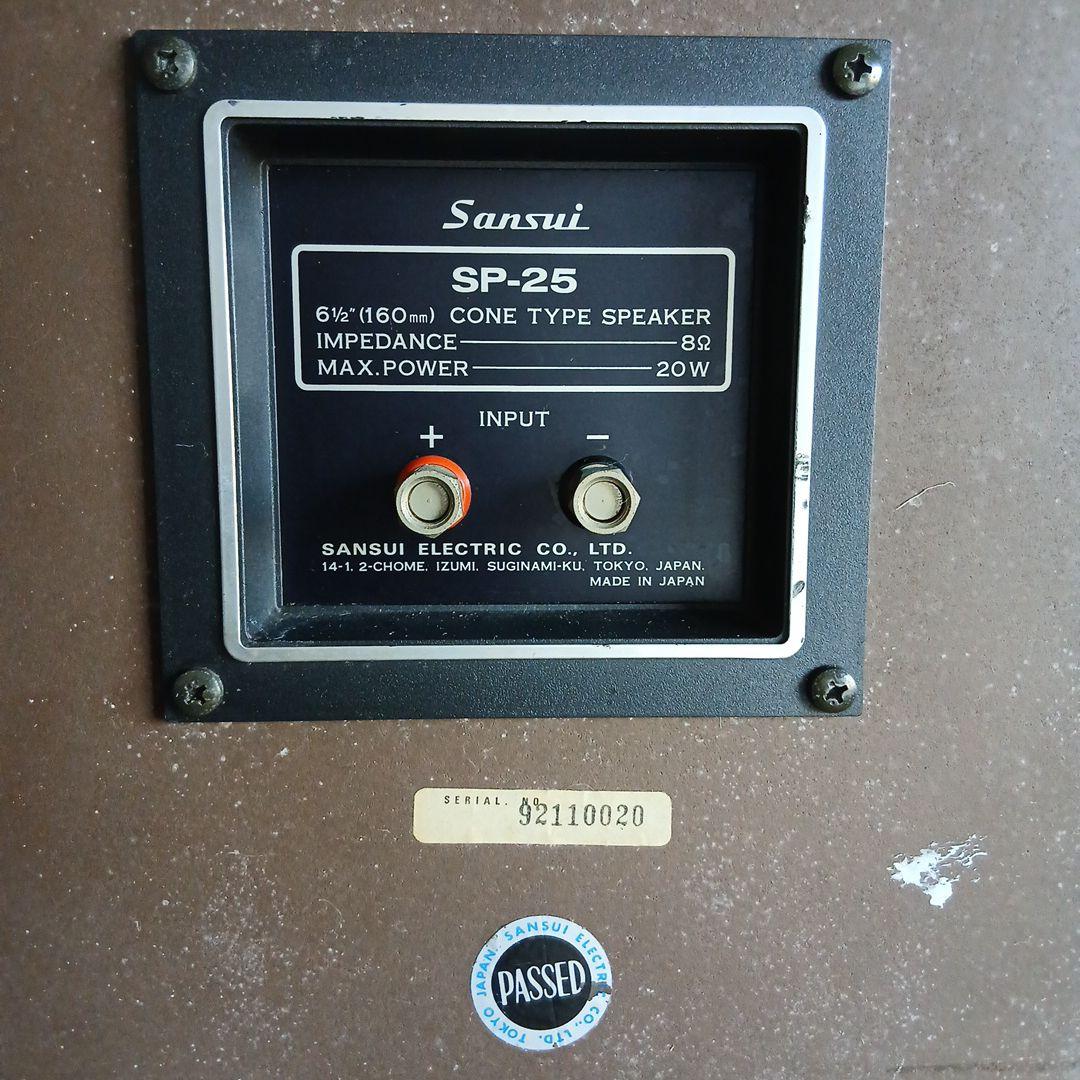 Sansui
SP-25
6½"(160mm) CONE TYPE SPEAKER
IMPEDANCE 8Ω
MAX.POWER 20W
INPUT
+ −
SANSUI ELECTRIC CO., LTD.
14-1, 2-CHOME, IZUMI, SUGINAMI-KU, TOKYO, JAPAN.
MADE IN JAPAN
SERIAL. NO
92110020
SANSUI ELECTRIC CO., LTD. TOKYO JAPAN.
PASSED